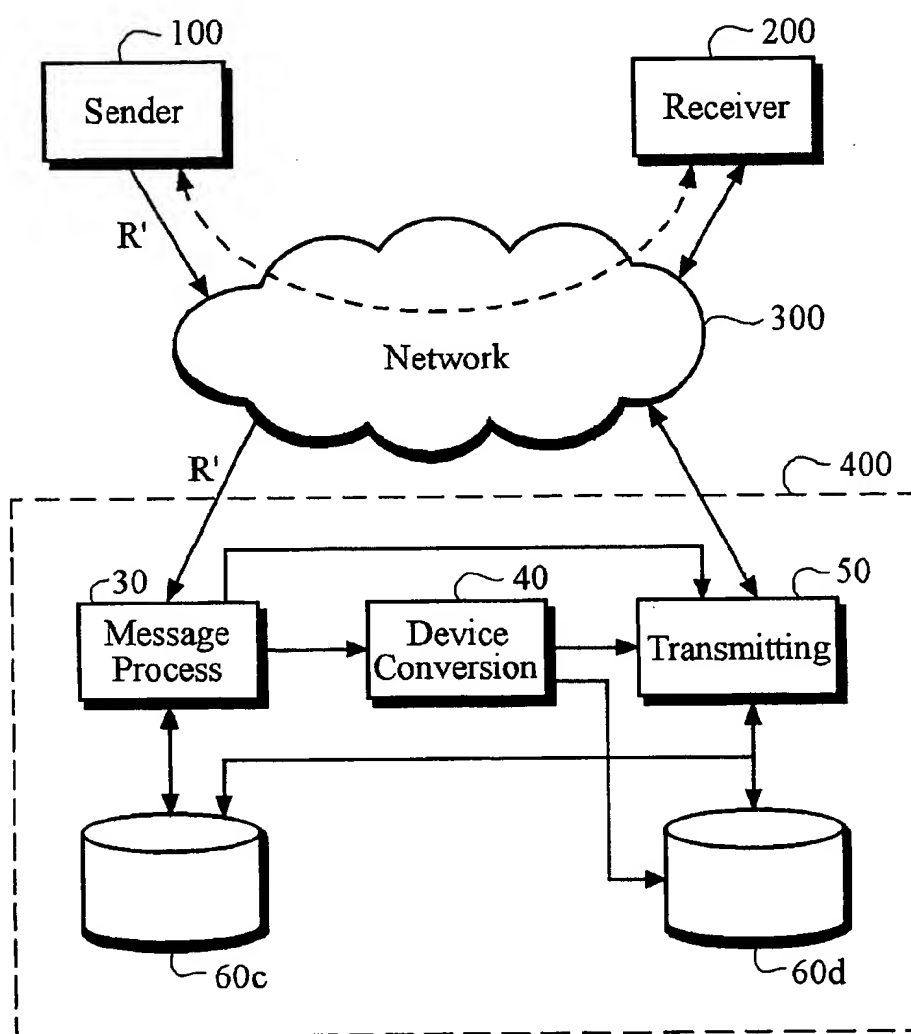 100
Sender
200
Receiver
R'
300
Network
R'
400
30
Message
Process
40
Device
Conversion
50
Transmitting
60c
60d